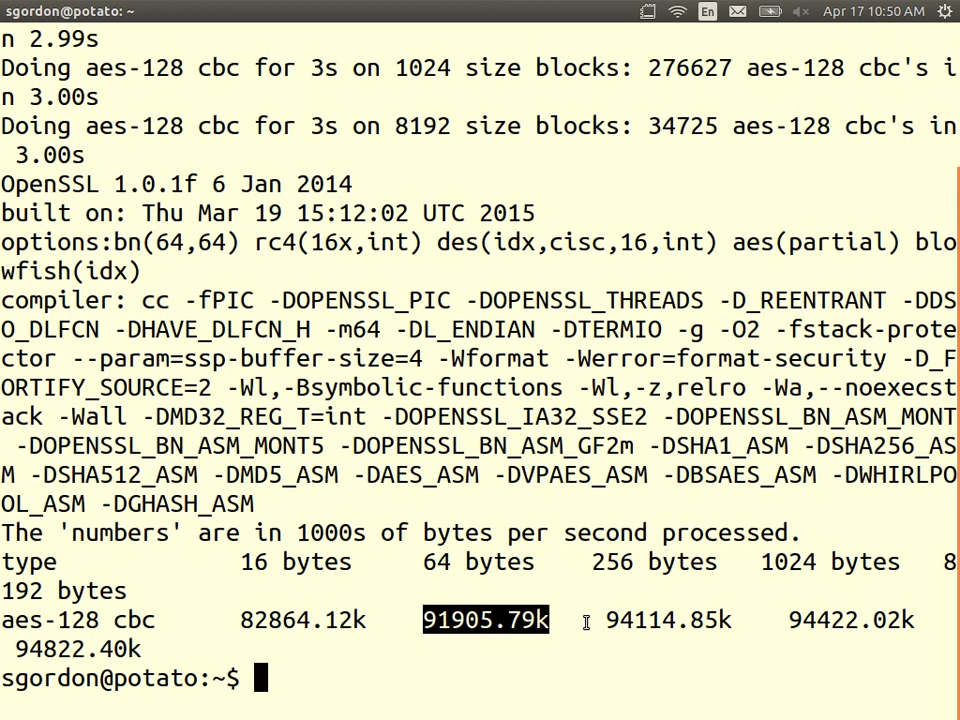 sgordon@potato: ~
En
Apr 17 10:50 AM
n 2.99s
Doing aes-128 cbc for 3s on 1024 size blocks: 276627 aes-128 cbc's i
n 3.00s
Doing aes-128 cbc for 3s on 8192 size blocks: 34725 aes-128 cbc's in
 3.00s
OpenSSL 1.0.1f 6 Jan 2014
built on: Thu Mar 19 15:12:02 UTC 2015
options:bn(64,64) rc4(16x,int) des(idx,cisc,16,int) aes(partial) blo
wfish(idx)
compiler: cc -fPIC -DOPENSSL_PIC -DOPENSSL_THREADS -D_REENTRANT -DDS
O_DLFCN -DHAVE_DLFCN_H -m64 -DL_ENDIAN -DTERMIO -g -O2 -fstack-prote
ctor --param=ssp-buffer-size=4 -Wformat -Werror=format-security -D_F
ORTIFY_SOURCE=2 -Wl,-Bsymbolic-functions -Wl,-z,relro -Wa,--noexecst
ack -Wall -DMD32_REG_T=int -DOPENSSL_IA32_SSE2 -DOPENSSL_BN_ASM_MONT
 -DOPENSSL_BN_ASM_MONT5 -DOPENSSL_BN_ASM_GF2m -DSHA1_ASM -DSHA256_AS
M -DSHA512_ASM -DMD5_ASM -DAES_ASM -DVPAES_ASM -DBSAES_ASM -DWHIRLPO
OL_ASM -DGHASH_ASM
The 'numbers' are in 1000s of bytes per second processed.
type             16 bytes     64 bytes    256 bytes   1024 bytes   8
192 bytes
aes-128 cbc      82864.12k    91905.79k    94114.85k    94422.02k
 94822.40k
sgordon@potato:~$